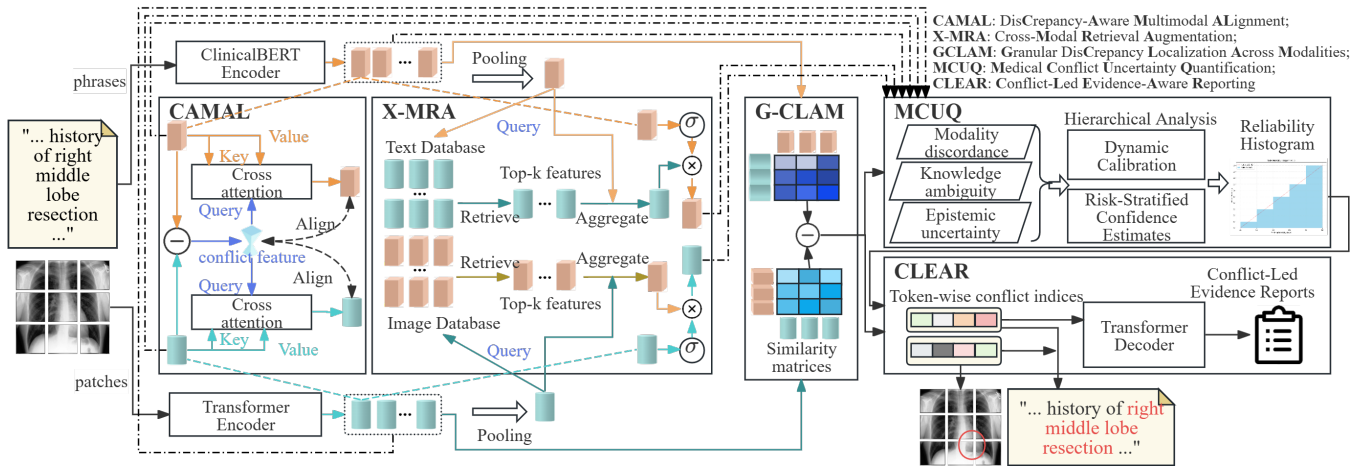 CAMAL: DisCrepancy-Aware Multimodal ALignment;
X-MRA: Cross-Modal Retrieval Augmentation;
GCLAM: Granular DisCrepancy Localization Across Modalities;
MCUQ: Medical Conflict Uncertainty Quantification;
CLEAR: Conflict-Led Evidence-Aware Reporting
phrases
ClinicalBERT
Encoder
Pooling
"... history
of right
middle
lobe
resection
..."
patches
Transformer
Encoder
Pooling
CAMAL
Value
Key
Cross
attention
Query
Align
conflict feature
Align
Query
Cross
attention
Key
Value
X-MRA
Query
Text Database
Top-k features
Retrieve
Aggregate
σ
Retrieve
Aggregate
Top-k features
Image Database
Query
σ
G-CLAM
Similarity
matrices
MCUQ
Modality
discordance
Knowledge
ambiguity
Epistemic
uncertainty
Hierarchical Analysis
Dynamic
Calibration
Risk-Stratified
Confidence
Estimates
Reliability
Histogram
CLEAR
Token-wise conflict indices
Transformer
Decoder
Conflict-Led
Evidence Reports
"... history of right
middle lobe
resection ..."